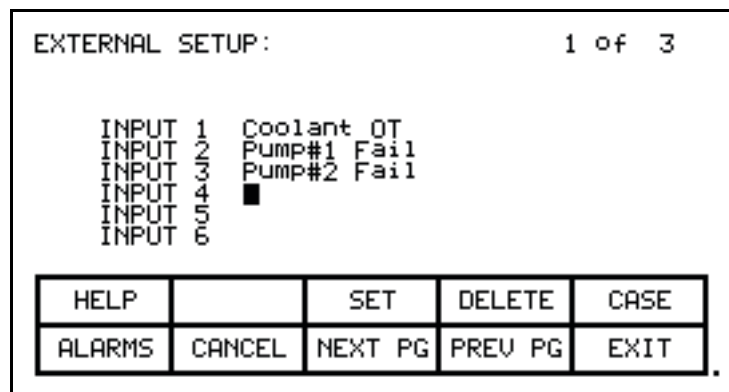 EXTERNAL SETUP: 1 of 3
INPUT 1 Coolant OT
INPUT 2 Pump#1 Fail
INPUT 3 Pump#2 Fail
INPUT 4
INPUT 5
INPUT 6
HELP SET DELETE CASE
ALARMS CANCEL NEXT PG PREV PG EXIT
.